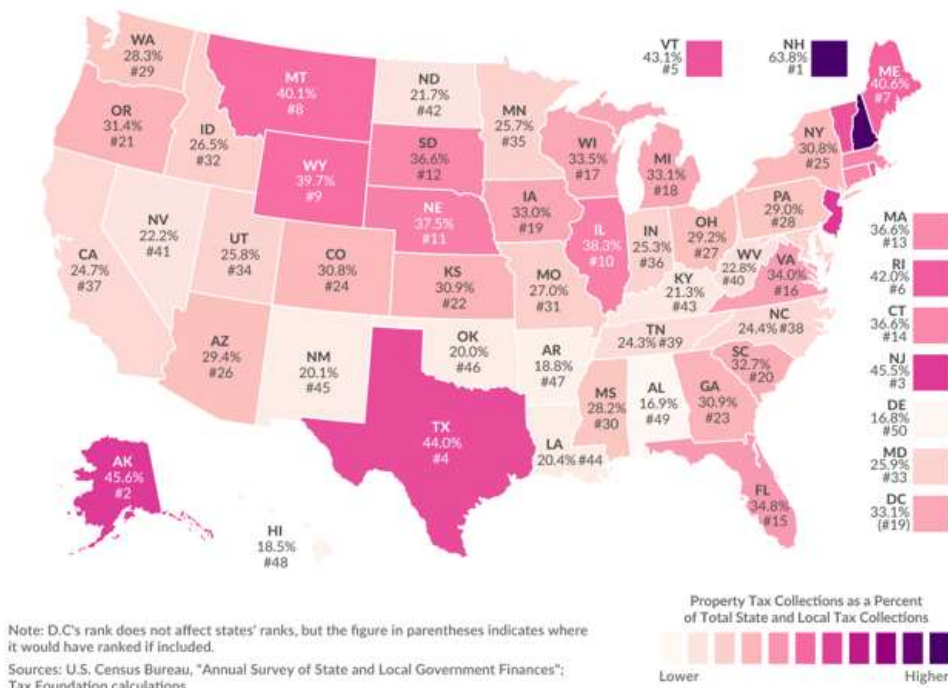 WA
28.3%
#29
MT
40.1%
#8
ND
21.7%
#42
MN
25.7%
#35
VT
43.1%
#5
NH
63.8%
#1
ME
40.6%
#7
OR
31.4%
#21
ID
26.5%
#32
WY
39.7%
#9
SD
36.6%
#12
WI
33.5%
#17
MI
33.1%
#18
NY
30.8%
#25
NE
37.5%
#11
IA
33.0%
#19
IL
38.3%
#10
IN
25.3%
#36
OH
29.2%
#27
PA
29.0%
#28
NV
22.2%
#41
UT
25.8%
#34
CO
30.8%
#24
KS
30.9%
#22
MO
27.0%
#31
KY
21.3%
#43
WV
22.8%
#40
VA
34.0%
#16
CA
24.7%
#37
AZ
29.4%
#26
NM
20.1%
#45
OK
20.0%
#46
AR
18.8%
#47
TN
24.3% #39
NC
24.4% #38
SC
32.7%
#20
MS
28.2%
#30
AL
16.9%
#49
GA
30.9%
#23
TX
44.0%
#4
LA
20.4% #44
FL
34.8%
#15
AK
45.6%
#2
HI
18.5%
#48
MA
36.6%
#13
RI
42.0%
#6
CT
36.6%
#14
NJ
45.5%
#3
DE
16.8%
#50
MD
25.9%
#33
DC
33.1%
(#19)
Note: D.C's rank does not affect states' ranks, but the figure in parentheses indicates where
it would have ranked if included.
Sources: U.S. Census Bureau, "Annual Survey of State and Local Government Finances";
Tax Foundation calculations
Property Tax Collections as a Percent
of Total State and Local Tax Collections
Lower
Higher